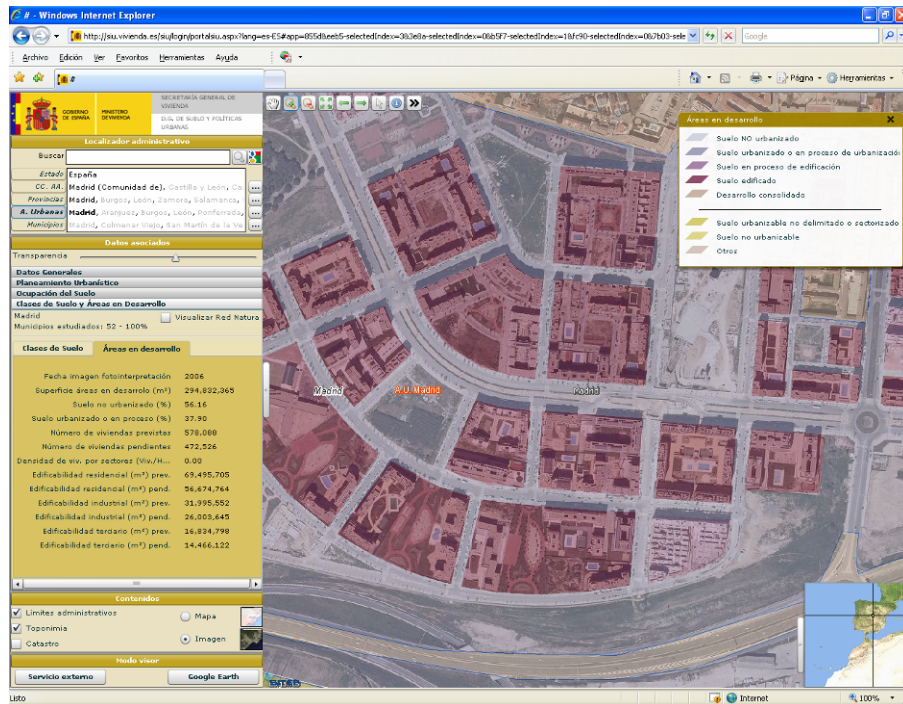 # - Windows Internet Explorer
http://siu.vivienda.es/siu/login/portalsiu.aspx?lang=es-ES#app=855d&eeb5-selectedIndex=3&3e8a-selectedIndex=0&b5f7-selectedIndex=1&fc90-selectedIndex=0&7b03-sele
Google
Archivo Edición Ver Favoritos Herramientas Ayuda
#
Página Herramientas
GOBIERNO DE ESPAÑA
MINISTERIO DE VIVIENDA
SECRETARÍA GENERAL DE VIVIENDA
D.G. DE SUELO Y POLÍTICAS URBANAS
Localizador administrativo
Buscar
Estado España
CC. AA. Madrid (Comunidad de), Castilla y León, Ca
Provincias Madrid, Burgos, León, Zamora, Salamanca,
A. Urbanas Madrid, Aranjuez, Burgos, León, Ponferrada,
Municipios Madrid, Colmenar Viejo, San Martín de la Ve
Datos asociados
Transparencia
Datos Generales
Planeamiento Urbanístico
Ocupación del Suelo
Clases de Suelo y Áreas en Desarrollo
Madrid
Visualizar Red Natura
Municipios estudiados: 52 - 100%
Clases de Suelo Áreas en desarrollo
Fecha imagen fotointerpretación 2006
Superficie áreas en desarrolo (m²) 294,832,365
Suelo no urbanizado (%) 56.16
Suelo urbanizado o en proceso (%) 37.90
Número de viviendas previstas 578,088
Número de viviendas pendientes 472,526
Densidad de viv. por sectores (Viv./H... 0.00
Edificabilidad residencial (m²) prev. 69,495,705
Edificabilidad residencial (m²) pend. 56,674,764
Edificabilidad industrial (m²) prev. 31,995,552
Edificabilidad industrial (m²) pend. 26,003,645
Edificabilidad terciario (m²) prev. 16,834,798
Edificabilidad terciario (m²) pend. 14,466,122
Contenidos
Límites administrativos
Toponimia
Catastro
Mapa
Imagen
Modo visor
Servicio externo Google Earth
Áreas en desarrollo
Suelo NO urbanizado
Suelo urbanizado o en proceso de urbanizació
Suelo en proceso de edificación
Suelo edificado
Desarrollo consolidado
Suelo urbanizable no delimitado o sectorizado
Suelo no urbanizable
Otros
Madrid
A.U. Madrid
Madrid
Listo
Internet
100%